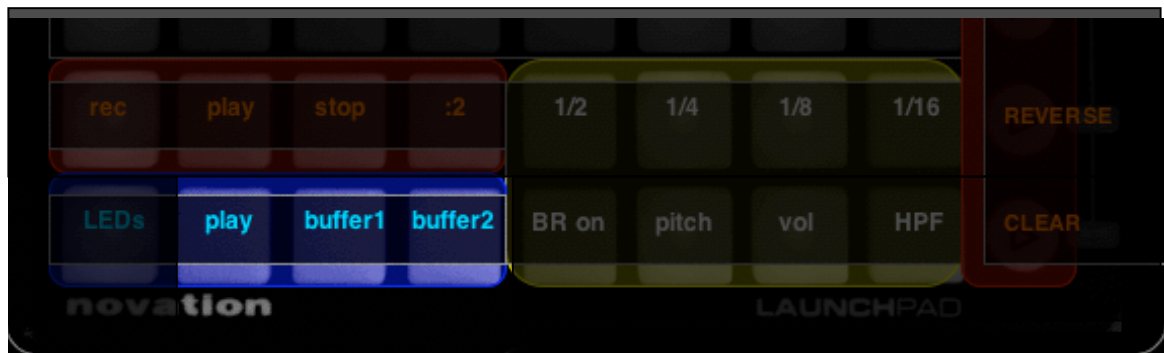 rec play stop :2 1/2 1/4 1/8 1/16 REVERSE
LEDs play buffer1 buffer2 BR on pitch vol HPF CLEAR
novation LAUNCHPAD